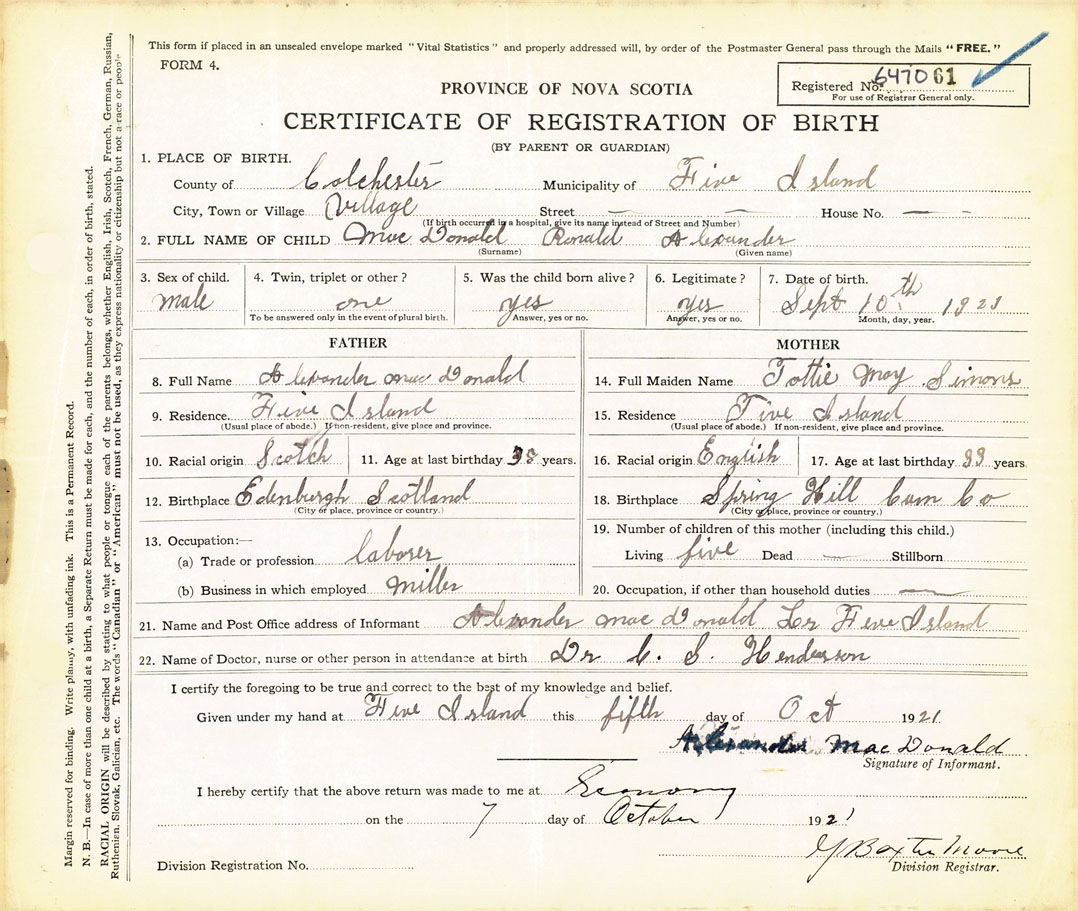 This form if placed in an unsealed envelope marked "Vital Statistics" and properly addressed will, by order of the Postmaster General pass through the Mails "FREE."
FORM 4.
Registered No. 647061
For use of Registrar General only.
PROVINCE OF NOVA SCOTIA
CERTIFICATE OF REGISTRATION OF BIRTH
(BY PARENT OR GUARDIAN)
1. PLACE OF BIRTH.
County of Colchester Municipality of Five Island
City, Town or Village Village Street — — House No. — -
(If birth occurred in a hospital, give its name instead of Street and Number)
2. FULL NAME OF CHILD Mac Donald Ronald Alexander
(Surname) (Given name)
3. Sex of child. 4. Twin, triplet or other? 5. Was the child born alive? 6. Legitimate? 7. Date of birth.
male one yes yes Sept 10th 1921
To be answered only in the event of plural birth. Answer, yes or no. Answer, yes or no. Month, day, year.
FATHER
8. Full Name Alexander mac Donald
9. Residence. Five Island
(Usual place of abode.) If non-resident, give place and province.
10. Racial origin Scotch 11. Age at last birthday 38 years.
12. Birthplace Edenburgh Scotland
(City or place, province or country.)
13. Occupation:—
(a) Trade or profession laborer
(b) Business in which employed miller
MOTHER
14. Full Maiden Name Tottie May Simons
15. Residence Five Island
(Usual place of abode.) If non-resident, give place and province.
16. Racial origin English 17. Age at last birthday 33 years.
18. Birthplace Spring Hill Cum Co
(City or place, province or country.)
19. Number of children of this mother (including this child.)
Living five Dead — Stillborn
20. Occupation, if other than household duties —
21. Name and Post Office address of Informant Alexander mac Donald Lr Five Island
22. Name of Doctor, nurse or other person in attendance at birth Dr C. S. Henderson
I certify the foregoing to be true and correct to the best of my knowledge and belief.
Given under my hand at Five Island this fifth day of Oct 1921.
Alexander Mac Donald
Signature of Informant.
I hereby certify that the above return was made to me at Economy
on the 7 day of October 1921
Baxter Moore
Division Registration No. Division Registrar.
Margin reserved for binding. Write plainly, with unfading ink. This is a Permanent Record.
N. B.—In case of more than one child at a birth, a Separate Return must be made for each, and the number of each, in order of birth, stated.
RACIAL ORIGIN will be described by stating to what people or tongue each of the parents belongs, whether English, Irish, Scotch, French, German, Russian,
Ruthenian, Slovak, Galician, etc. The words "Canadian" or "American" must not be used, as they express nationality or citizenship but not a race or people